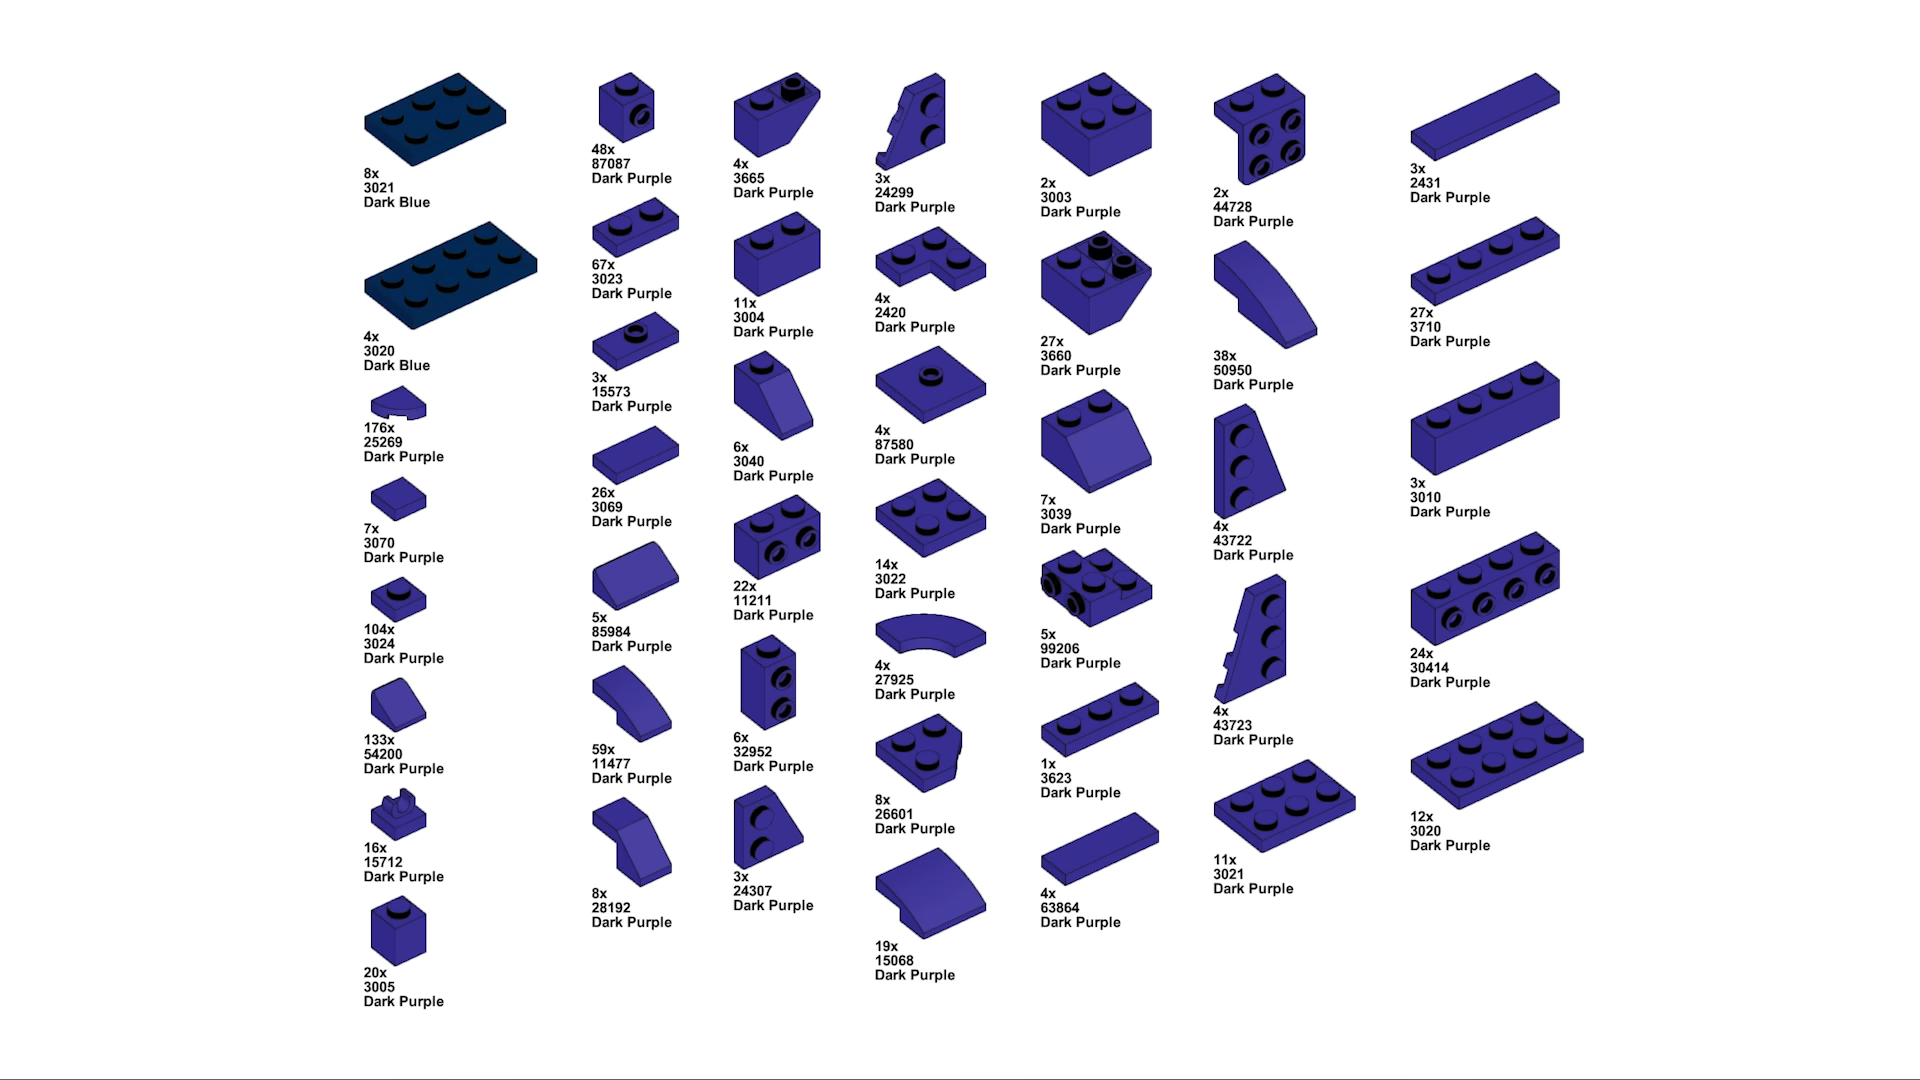 8x
3021
Dark Blue
4x
3020
Dark Blue
176x
25269
Dark Purple
7x
3070
Dark Purple
104x
3024
Dark Purple
133x
54200
Dark Purple
16x
15712
Dark Purple
20x
3005
Dark Purple
48x
87087
Dark Purple
67x
3023
Dark Purple
3x
15573
Dark Purple
26x
3069
Dark Purple
5x
85984
Dark Purple
59x
11477
Dark Purple
8x
28192
Dark Purple
4x
3665
Dark Purple
11x
3004
Dark Purple
6x
3040
Dark Purple
22x
11211
Dark Purple
6x
32952
Dark Purple
3x
24307
Dark Purple
3x
24299
Dark Purple
4x
2420
Dark Purple
4x
87580
Dark Purple
14x
3022
Dark Purple
4x
27925
Dark Purple
8x
26601
Dark Purple
19x
15068
Dark Purple
2x
3003
Dark Purple
27x
3660
Dark Purple
7x
3039
Dark Purple
5x
99206
Dark Purple
1x
3623
Dark Purple
4x
63864
Dark Purple
2x
44728
Dark Purple
38x
50950
Dark Purple
4x
43722
Dark Purple
4x
43723
Dark Purple
11x
3021
Dark Purple
3x
2431
Dark Purple
27x
3710
Dark Purple
3x
3010
Dark Purple
24x
30414
Dark Purple
12x
3020
Dark Purple